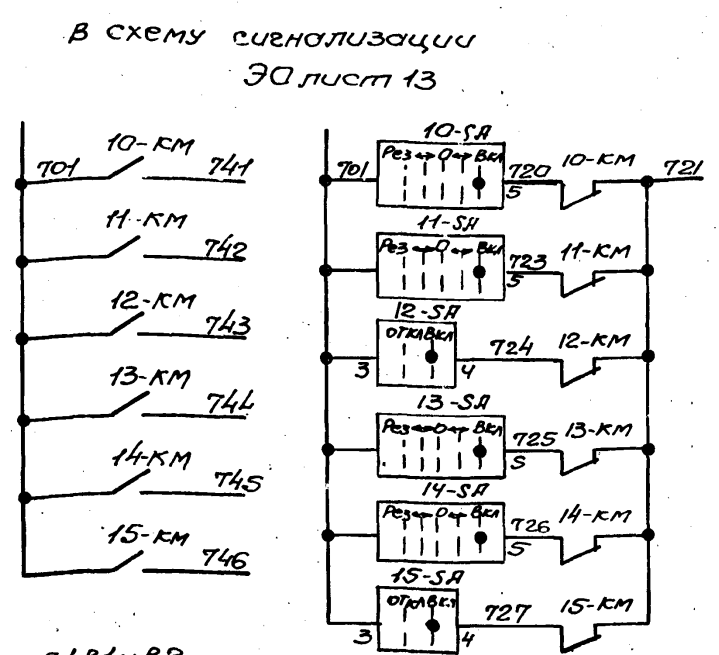 В схему сигнализации
ЭО лист 13
10-КМ
701 741
11-КМ
742
12-КМ
743
13-КМ
744
14-КМ
745
15-КМ
746
10-SA
Рез ↔ О ↔ Вкл
701 720 10-КМ 721
5
11-SA
Рез ↔ О ↔ Вкл
723 11-КМ
5
12-SA
ОТКЛ ВКЛ
724 12-КМ
3 4
13-SA
Рез ↔ О ↔ Вкл
725 13-КМ
5
14-SA
Рез ↔ О ↔ Вкл
726 14-КМ
5
15-SA
ОТКЛ ВКЛ
727 15-КМ
3 4